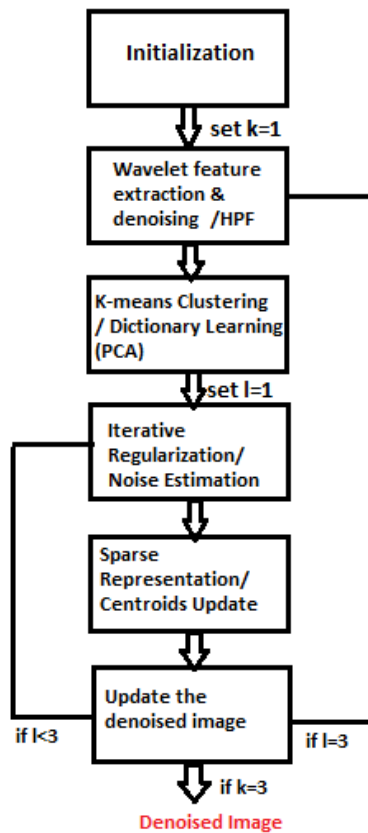 Initialization
set k=1
Wavelet feature
extraction &
denoising /HPF
K-means Clustering
/ Dictionary Learning
(PCA)
set l=1
Iterative
Regularization/
Noise Estimation
Sparse
Representation/
Centroids Update
Update the
denoised image
if l<3
if l=3
if k=3
Denoised Image